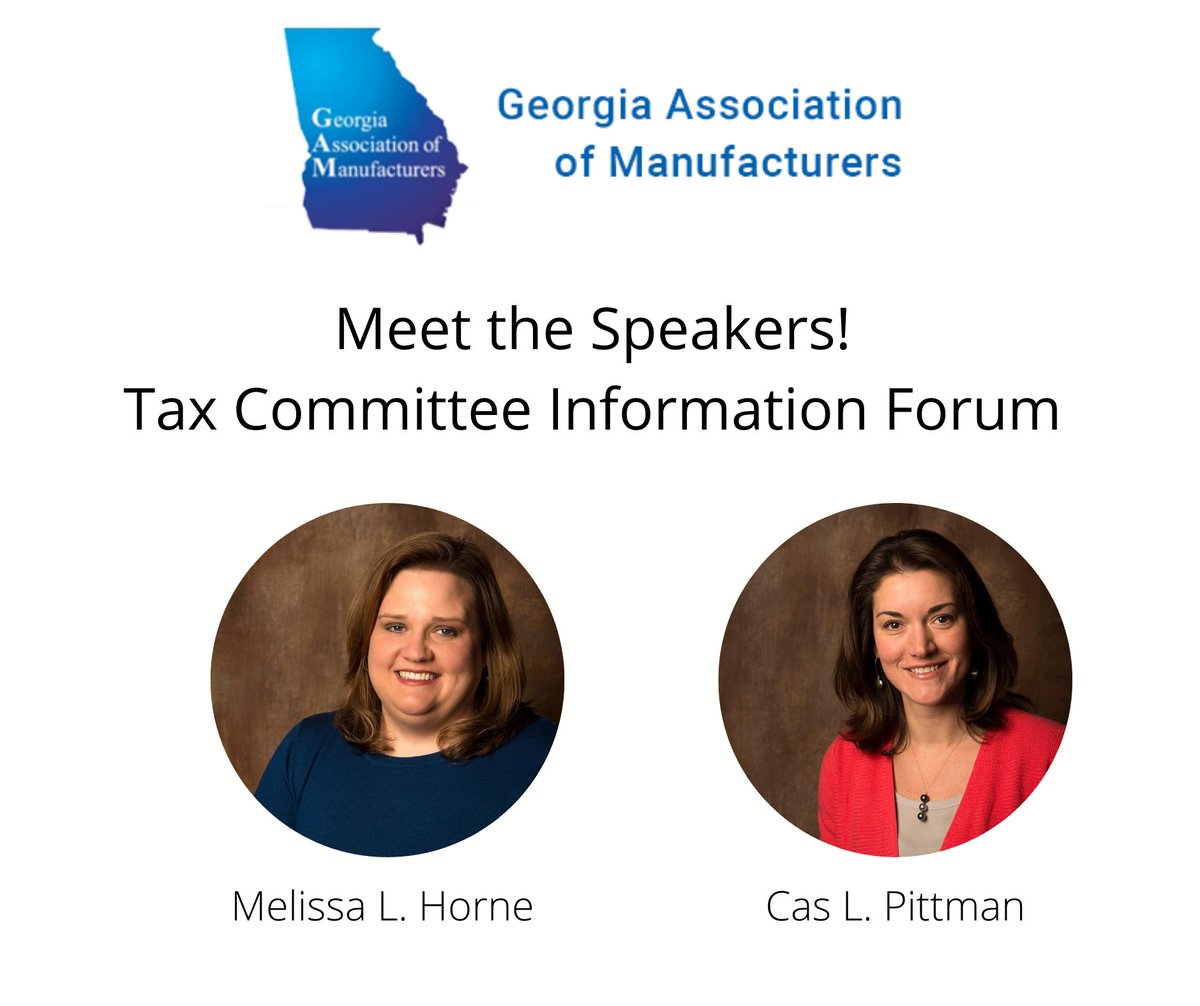 Georgia
Association of
Manufacturers
Georgia Association
of Manufacturers
Meet the Speakers!
Tax Committee Information Forum
Melissa L. Horne
Cas L. Pittman